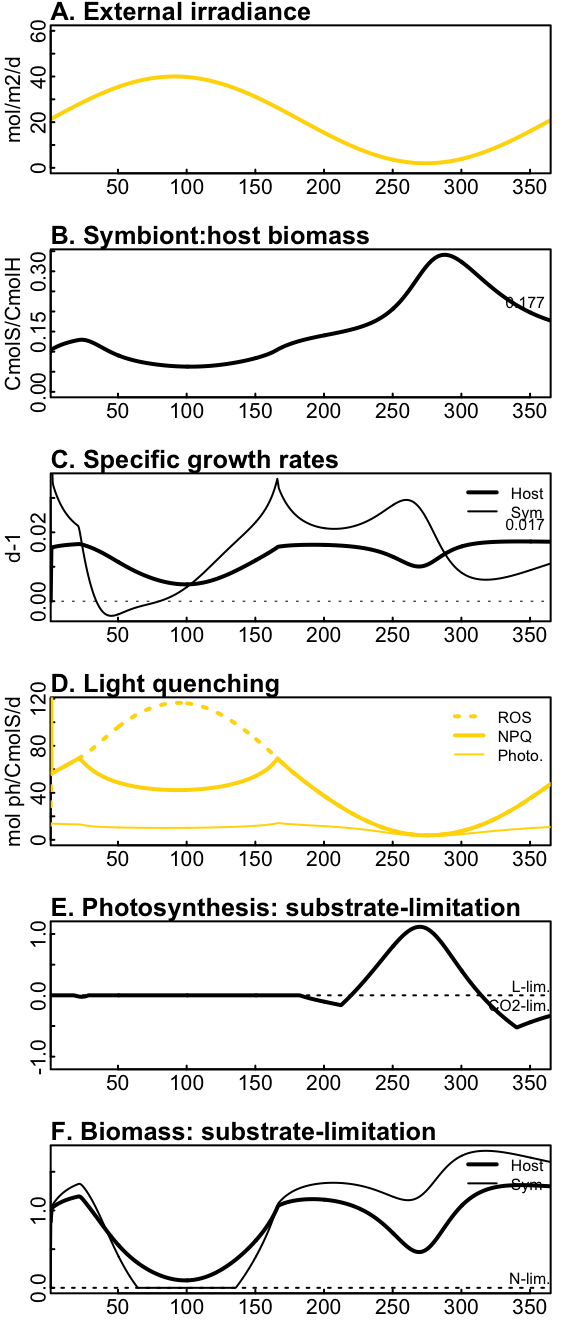 A. External irradiance
mol/m2/d
0 20 40 60
50 100 150 200 250 300 350
B. Symbiont:host biomass
CmolS/CmolH
0.00 0.15 0.30
0.177
50 100 150 200 250 300 350
C. Specific growth rates
d-1
0.00 0.02
Host
Sym
0.017
50 100 150 200 250 300 350
D. Light quenching
mol ph/CmolS/d
0 40 80 120
ROS
NPQ
Photo.
50 100 150 200 250 300 350
E. Photosynthesis: substrate-limitation
-1.0 0.0 1.0
L-lim.
CO2-lim.
50 100 150 200 250 300 350
F. Biomass: substrate-limitation
0.0 1.0
Host
Sym
N-lim.
50 100 150 200 250 300 350